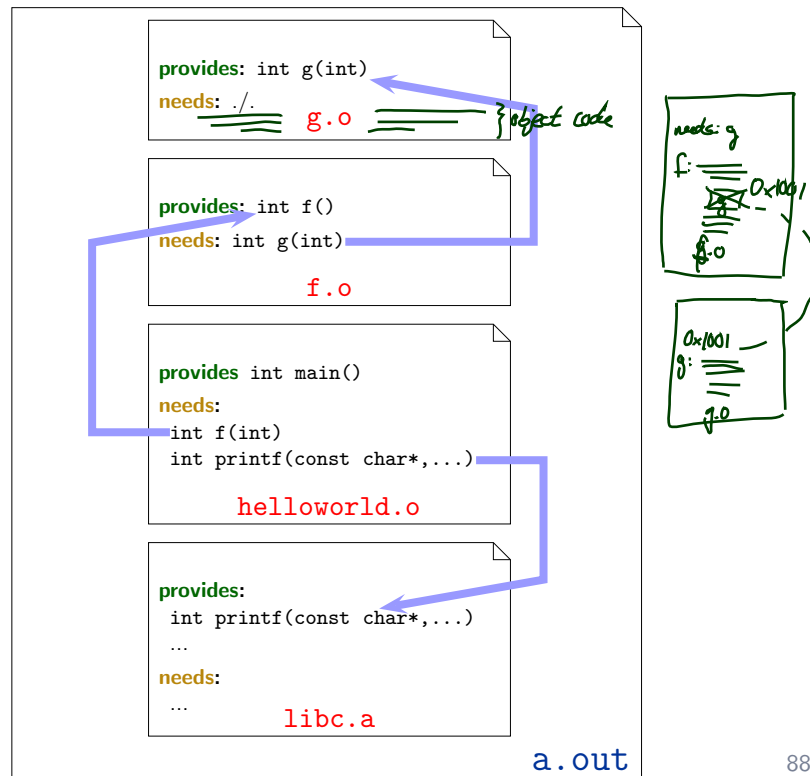 provides: int g(int)
needs: ./.
g.o
} object code
provides: int f()
needs: int g(int)
f.o
provides int main()
needs:
int f(int)
int printf(const char*,...)
helloworld.o
provides:
int printf(const char*,...)
...
needs:
...
libc.a
a.out
88
needs: g
f:
0x1001
f.o
0x1001
g:
g.o